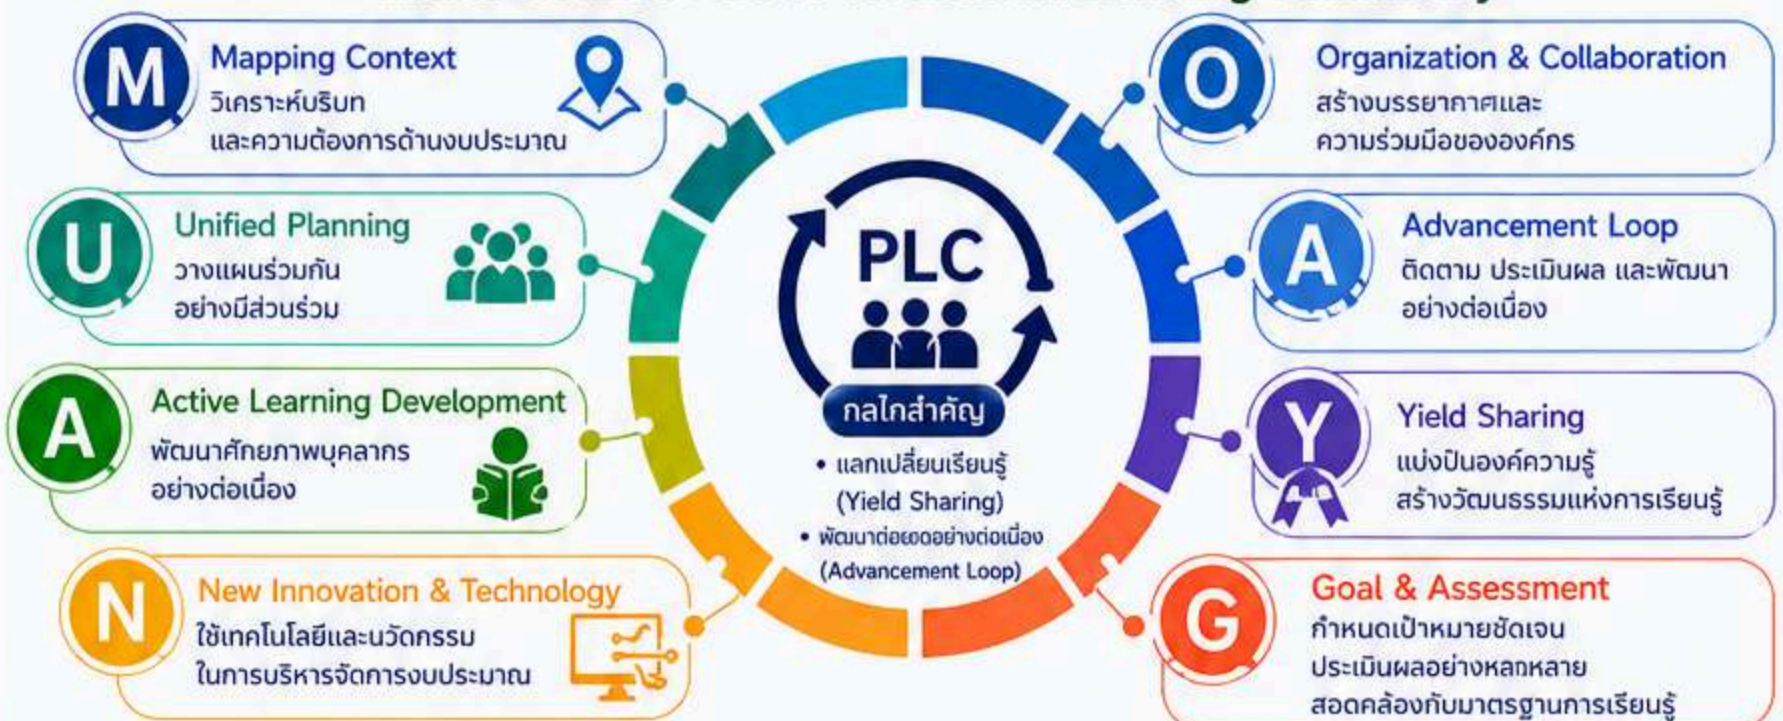 M
Mapping Context
วิเคราะห์บริบท
และความต้องการด้านงบประมาณ
U
Unified Planning
วางแผนร่วมกัน
อย่างมีส่วนร่วม
A
Active Learning Development
พัฒนาศักยภาพบุคลากร
อย่างต่อเนื่อง
N
New Innovation & Technology
ใช้เทคโนโลยีและนวัตกรรม
ในการบริหารจัดการงบประมาณ
PLC
กลไกสำคัญ
• แลกเปลี่ยนเรียนรู้
(Yield Sharing)
• พัฒนาต่อยอดอย่างต่อเนื่อง
(Advancement Loop)
O
Organization & Collaboration
สร้างบรรยากาศและ
ความร่วมมือขององค์กร
A
Advancement Loop
ติดตาม ประเมินผล และพัฒนา
อย่างต่อเนื่อง
Y
Yield Sharing
แบ่งปันองค์ความรู้
สร้างวัฒนธรรมแห่งการเรียนรู้
G
Goal & Assessment
กำหนดเป้าหมายชัดเจน
ประเมินผลอย่างหลากหลาย
สอดคล้องกับมาตรฐานการเรียนรู้